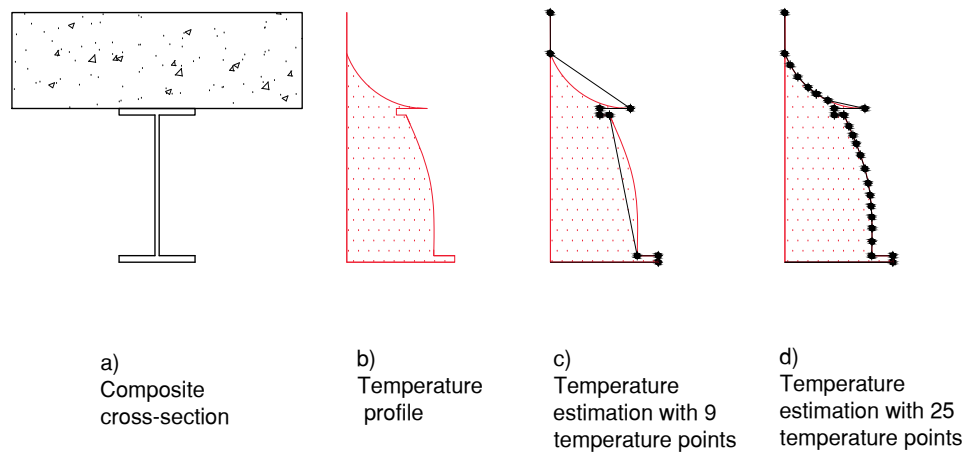 a)
Composite
cross-section
b)
Temperature
profile
c)
Temperature
estimation with 9
temperature points
d)
Temperature
estimation with 25
temperature points